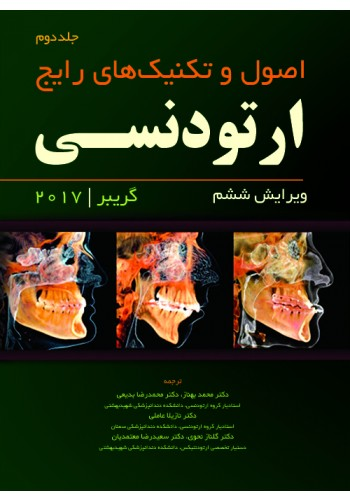 جلد دوم
اصول و تکنیک‌های رایج
ارتودنسی
ویرایش ششم
گریبر | ۲۰۱۷
ترجمه
دکتر محمد بهناز، دکتر محمدرضا بدیعی
استادیار گروه ارتودنسی، دانشکده دندانپزشکی شهیدبهشتی
دکتر نازیلا عاملی
استادیار گروه ارتودنسی، دانشکده دندانپزشکی سمنان
دکتر گلناز نحوی، دکتر سعیدرضا معتمدیان
دستیار تخصصی ارتودنتیکس، دانشکده دندانپزشکی شهیدبهشتی